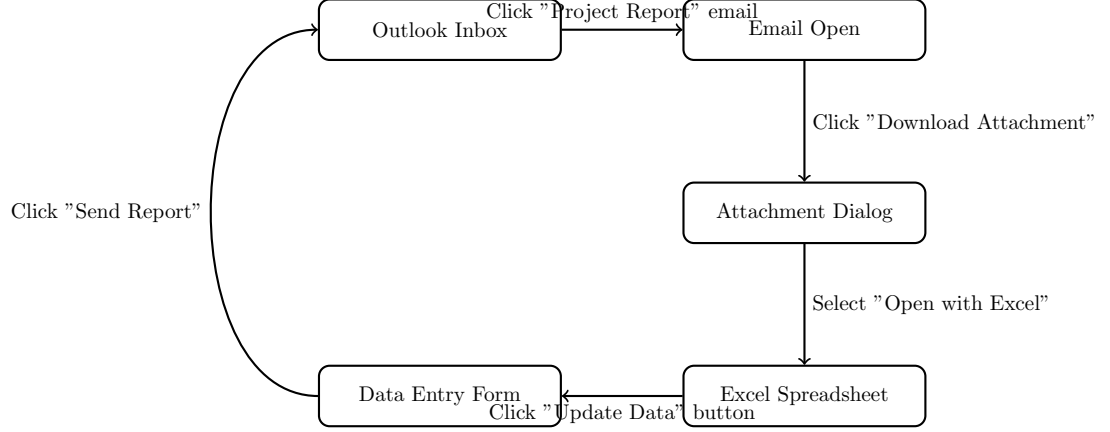 Click ”Project Report” email
Outlook Inbox
Email Open
Click ”Download Attachment”
Click ”Send Report”
Attachment Dialog
Select ”Open with Excel”
Data Entry Form
Excel Spreadsheet
Click ”Update Data” button